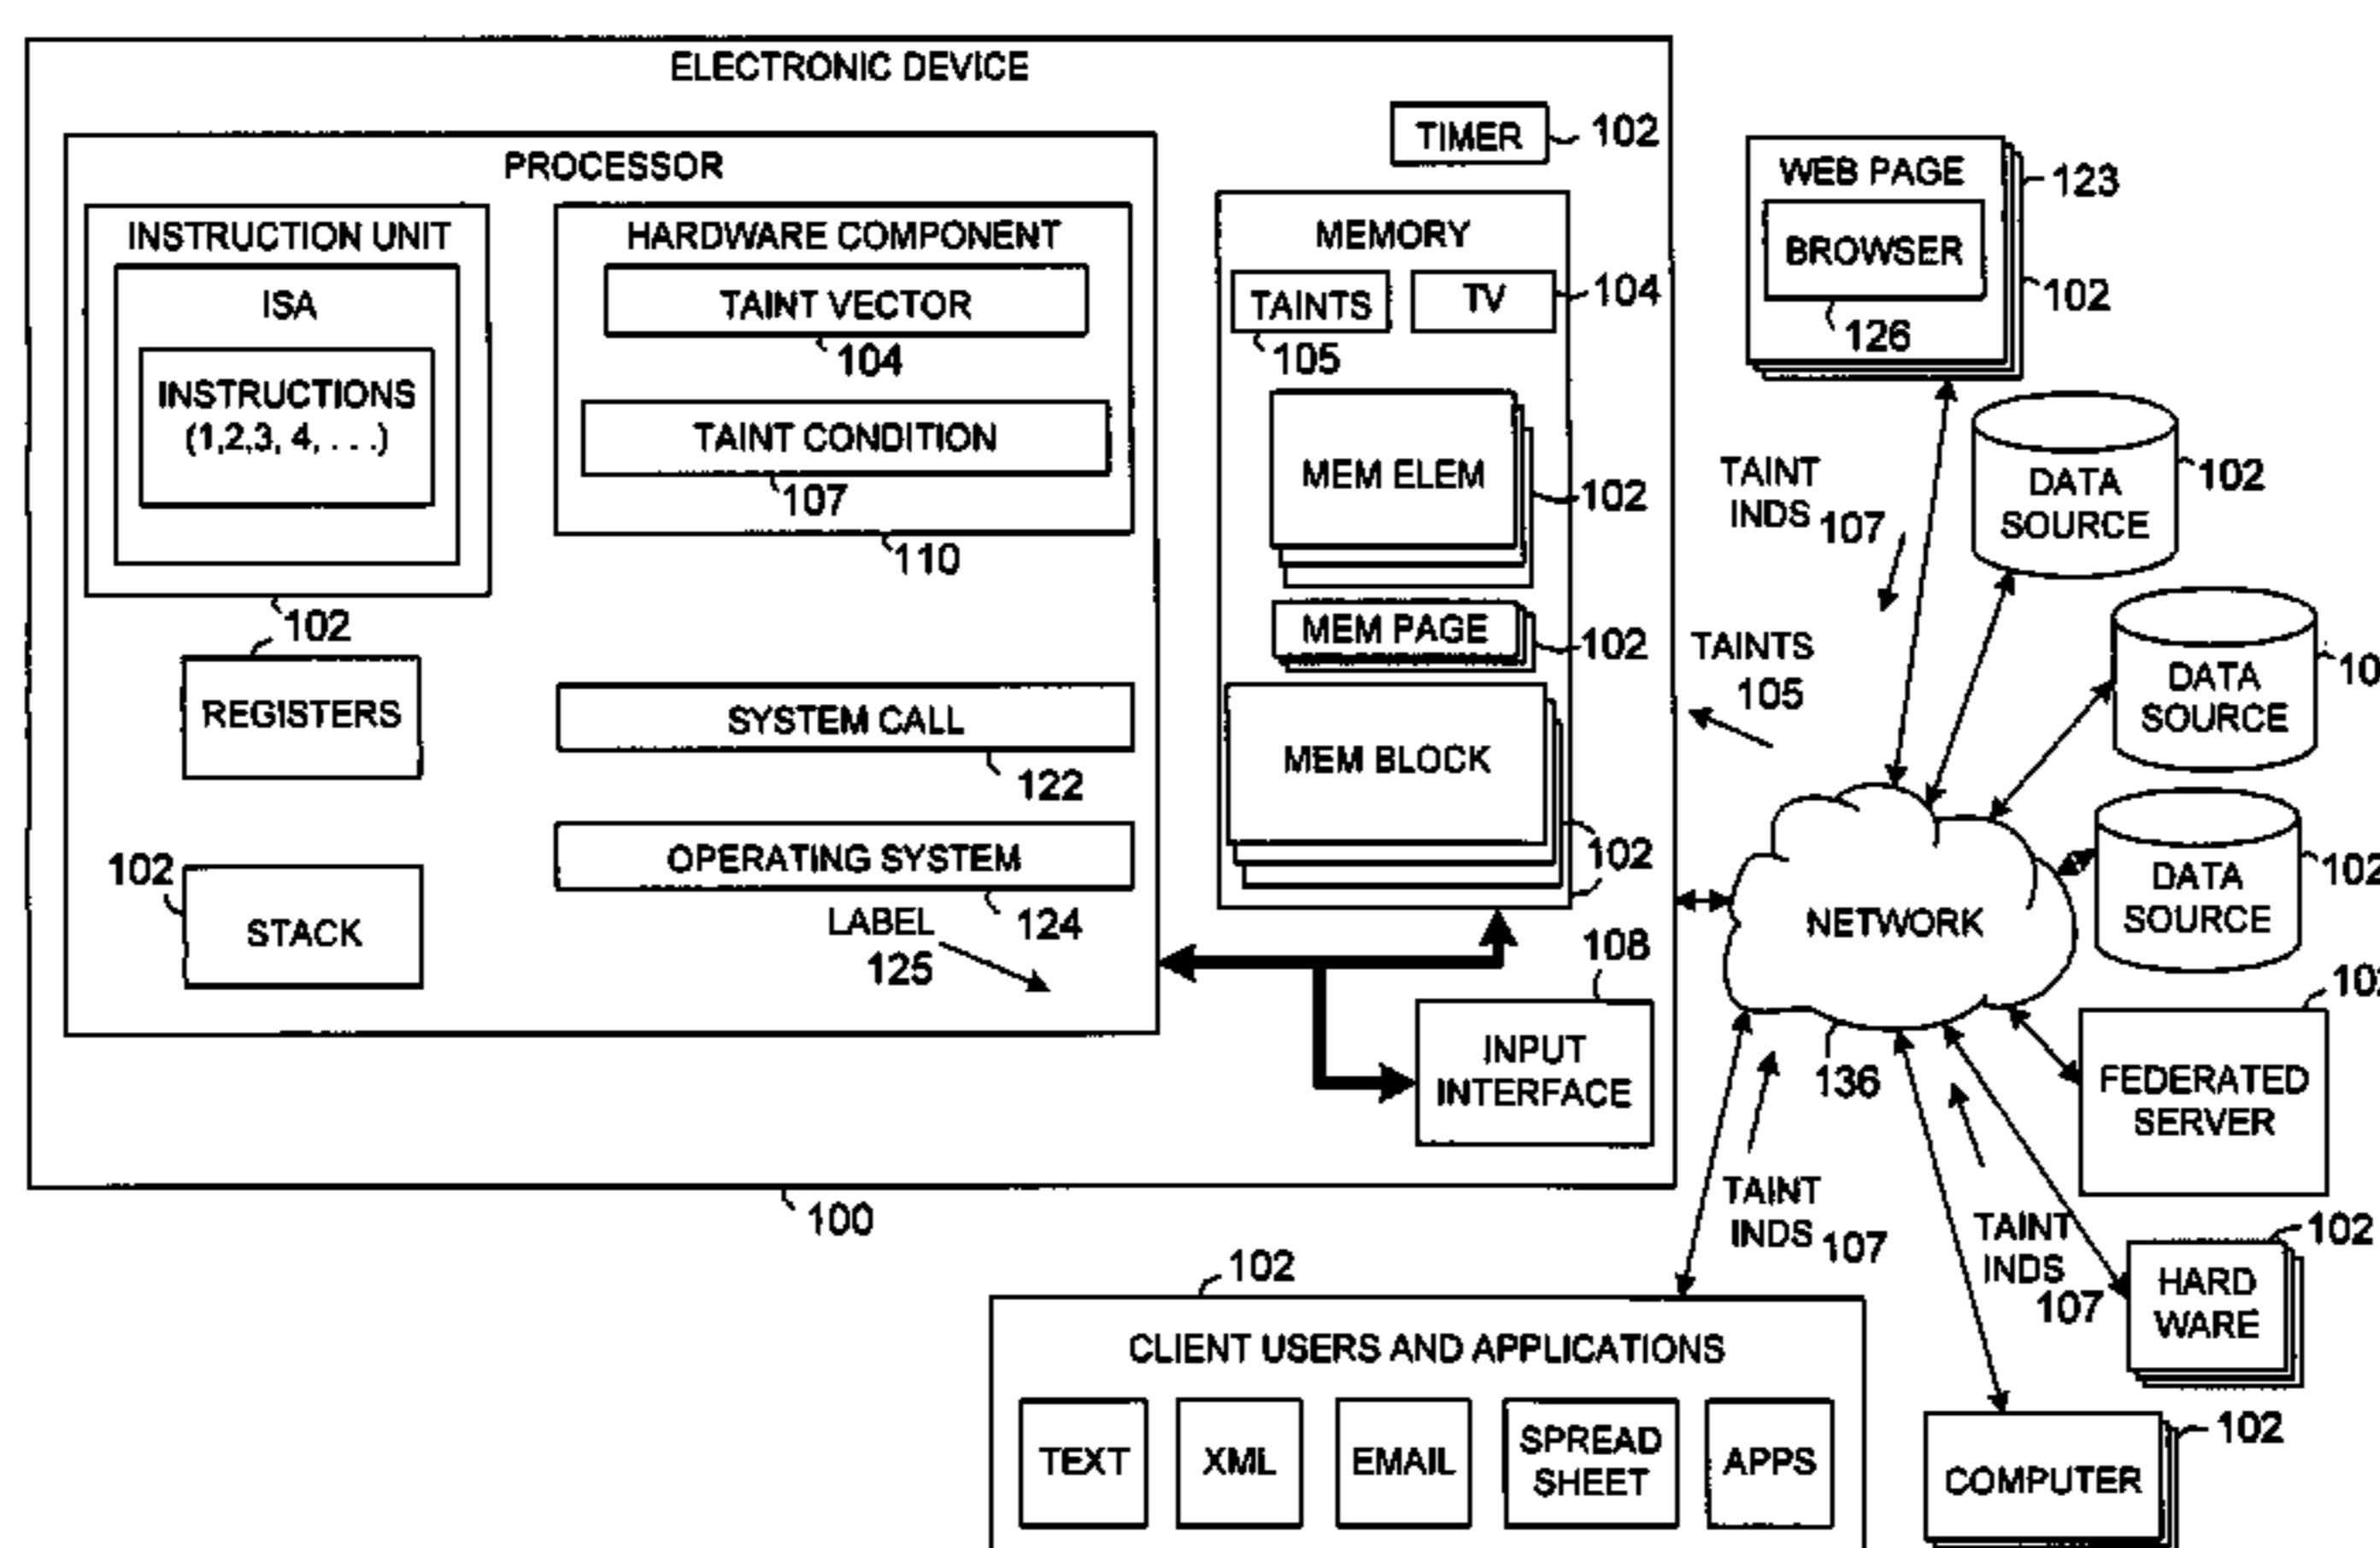 ELECTRONIC DEVICE
PROCESSOR
INSTRUCTION UNIT
ISA
INSTRUCTIONS
(1,2,3, 4, . . .)
102
102
REGISTERS
102
STACK
HARDWARE COMPONENT
TAINT VECTOR
104
TAINT CONDITION
107
110
SYSTEM CALL
122
OPERATING SYSTEM
124
LABEL
125
TIMER
102
MEMORY
TAINTS
105
TV
104
MEM ELEM
102
MEM PAGE
102
MEM BLOCK
102
108
INPUT
INTERFACE
100
WEB PAGE
123
BROWSER
126
102
TAINT
INDS 107
DATA
SOURCE
102
TAINTS
105
DATA
SOURCE
DATA
SOURCE
NETWORK
136
FEDERATED
SERVER
TAINT
INDS 107
TAINT
INDS
107
102
HARD
WARE
102
COMPUTER
102
CLIENT USERS AND APPLICATIONS
TEXT
XML
EMAIL
SPREAD
SHEET
APPS